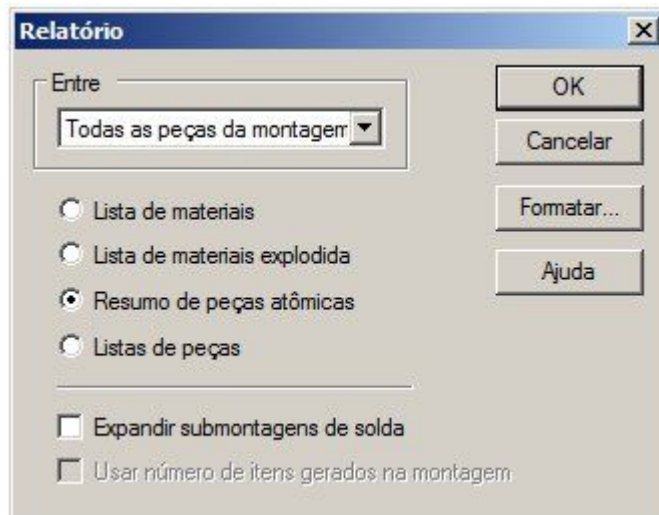 Relatório
Entre
Todas as peças da montagem
Lista de materiais
Lista de materiais explodida
Resumo de peças atômicas
Listas de peças
Expandir submontagens de solda
Usar número de itens gerados na montagem
OK
Cancelar
Formatar...
Ajuda